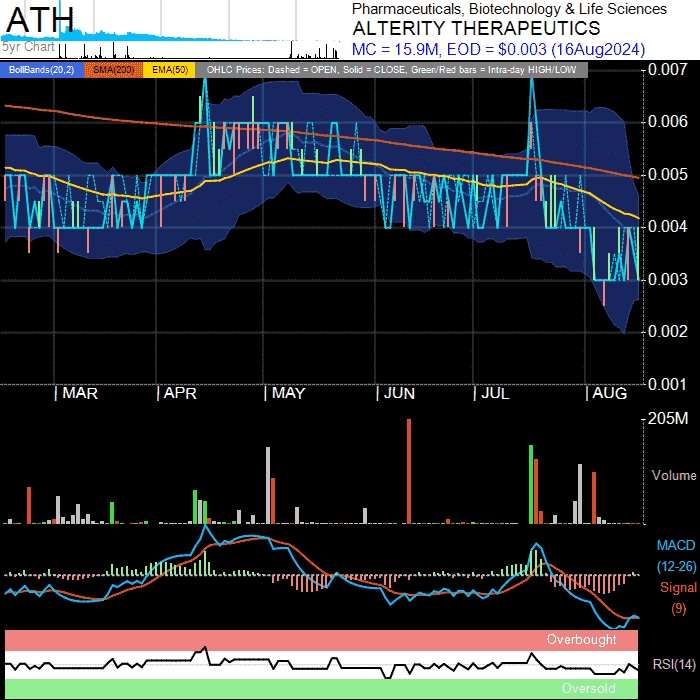 ATH
5yr Chart
Pharmaceuticals, Biotechnology & Life Sciences
ALTERITY THERAPEUTICS
MC = 15.9M, EOD = $0.003 (16Aug2024)
BollBands(20,2) SMA(200) EMA(50) OHLC Prices: Dashed = OPEN, Solid = CLOSE, Green/Red bars = Intra-day HIGH/LOW
0.007
0.006
0.005
0.004
0.003
0.002
0.001
MAR APR MAY JUN JUL AUG
205M
Volume
MACD
(12-26)
Signal
(9)
Overbought
RSI(14)
Oversold